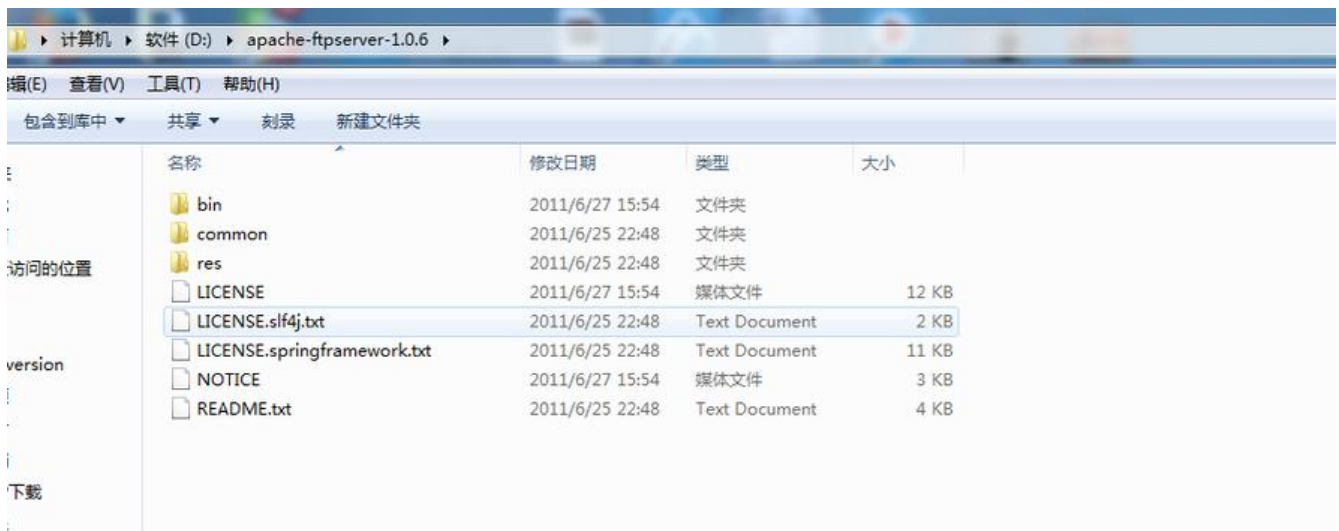 计算机 ▸ 软件 (D:) ▸ apache-ftpserver-1.0.6 ▸
(E) 查看(V) 工具(T) 帮助(H)
包含到库中 共享 刻录 新建文件夹
名称 修改日期 类型 大小
bin 2011/6/27 15:54 文件夹
common 2011/6/25 22:48 文件夹
res 2011/6/25 22:48 文件夹
访问的位置
LICENSE 2011/6/27 15:54 媒体文件 12 KB
LICENSE.slf4j.txt 2011/6/25 22:48 Text Document 2 KB
LICENSE.springframework.txt 2011/6/25 22:48 Text Document 11 KB
version
NOTICE 2011/6/27 15:54 媒体文件 3 KB
README.txt 2011/6/25 22:48 Text Document 4 KB
下载